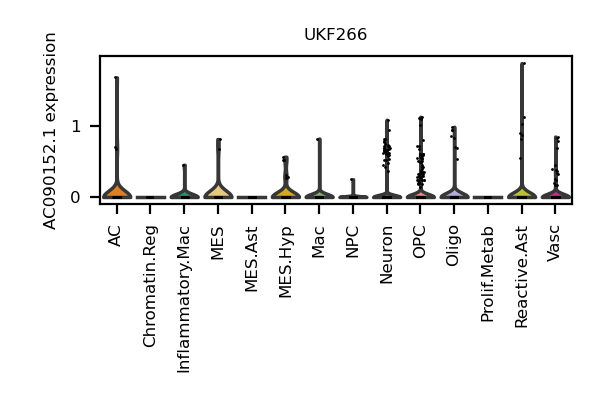 UKF266
AC090152.1 expression
1
0
AC
Chromatin.Reg
Inflammatory.Mac
MES
MES.Ast
MES.Hyp
Mac
NPC
Neuron
OPC
Oligo
Prolif.Metab
Reactive.Ast
Vasc